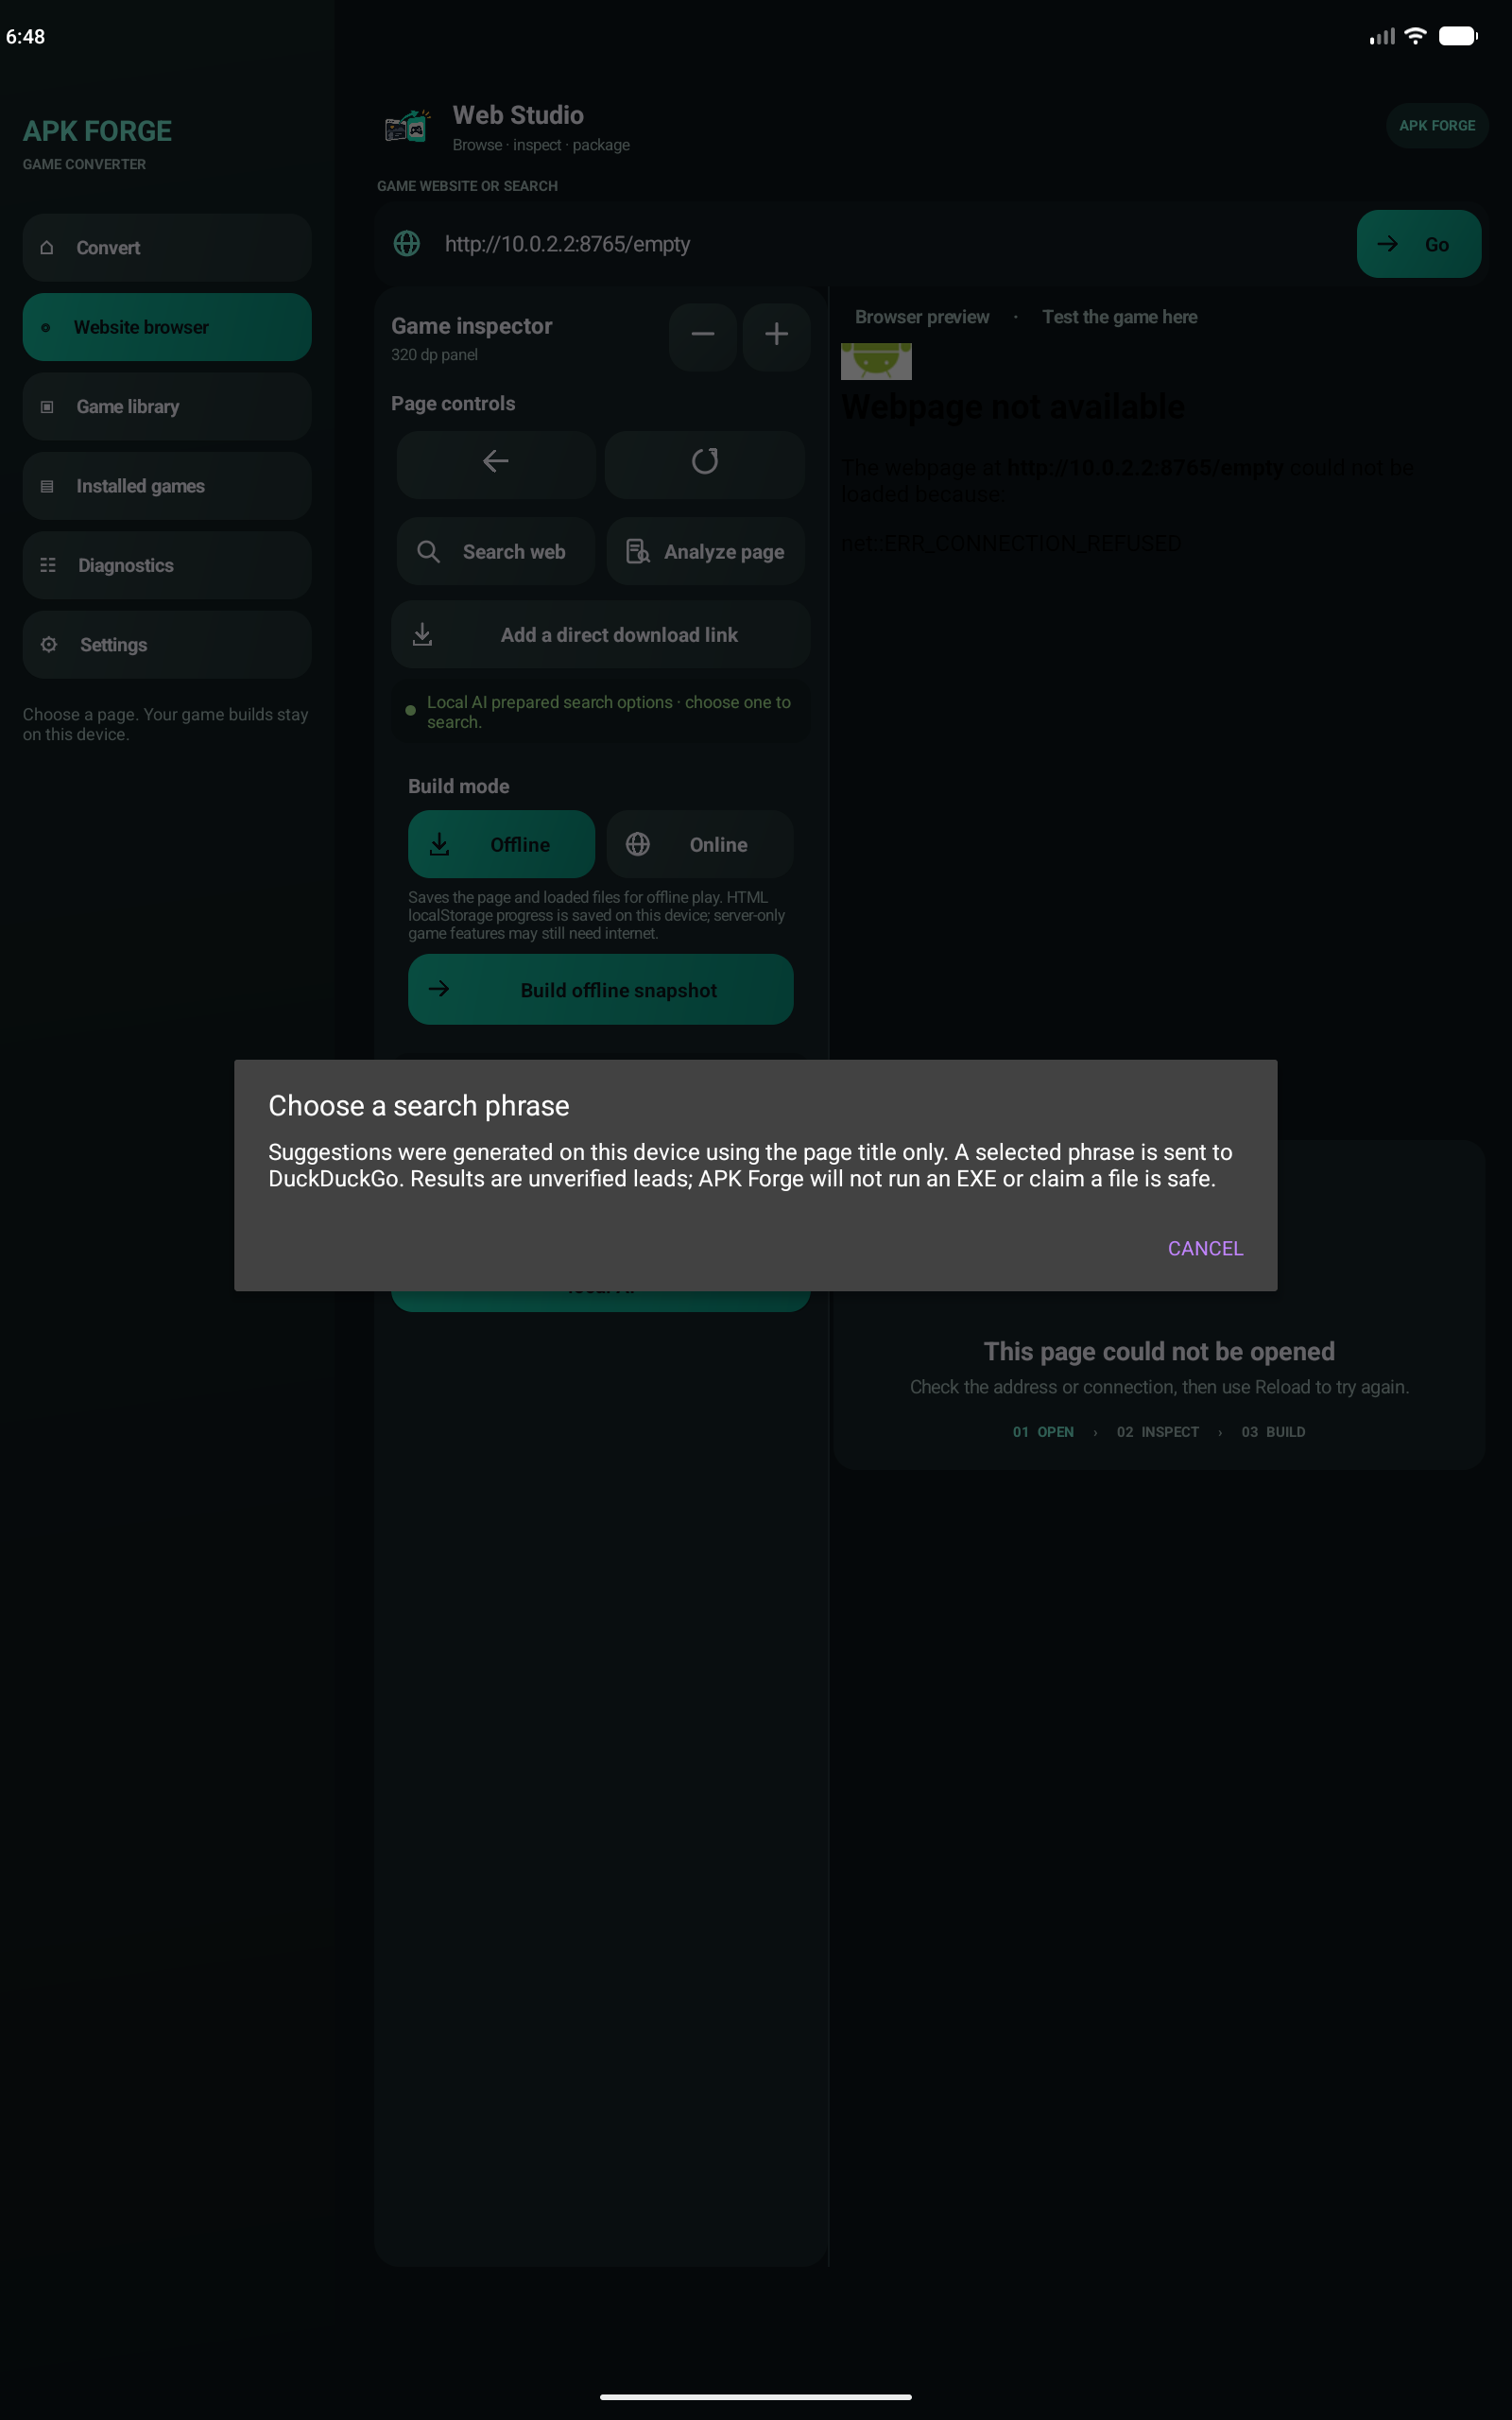 6:48
APK FORGE
GAME CONVERTER
Convert
Website browser
Game library
Installed games
Diagnostics
Settings
Choose a page. Your game builds stay
on this device.
Web Studio
Browse · inspect · package
APK FORGE
GAME WEBSITE OR SEARCH
http://10.0.2.2:8765/empty
Go
Game inspector
320 dp panel
Page controls
Search web
Analyze page
Add a direct download link
Local AI prepared search options · choose one to
search.
Build mode
Offline
Online
Saves the page and loaded files for offline play. HTML
localStorage progress is saved on this device; server-only
game features may still need internet.
Build offline snapshot
Browser preview · Test the game here
Webpage not available
The webpage at http://10.0.2.2:8765/empty could not be
loaded because:
net::ERR_CONNECTION_REFUSED
Choose a search phrase
Suggestions were generated on this device using the page title only. A selected phrase is sent to
DuckDuckGo. Results are unverified leads; APK Forge will not run an EXE or claim a file is safe.
CANCEL
This page could not be opened
Check the address or connection, then use Reload to try again.
01 OPEN › 02 INSPECT › 03 BUILD